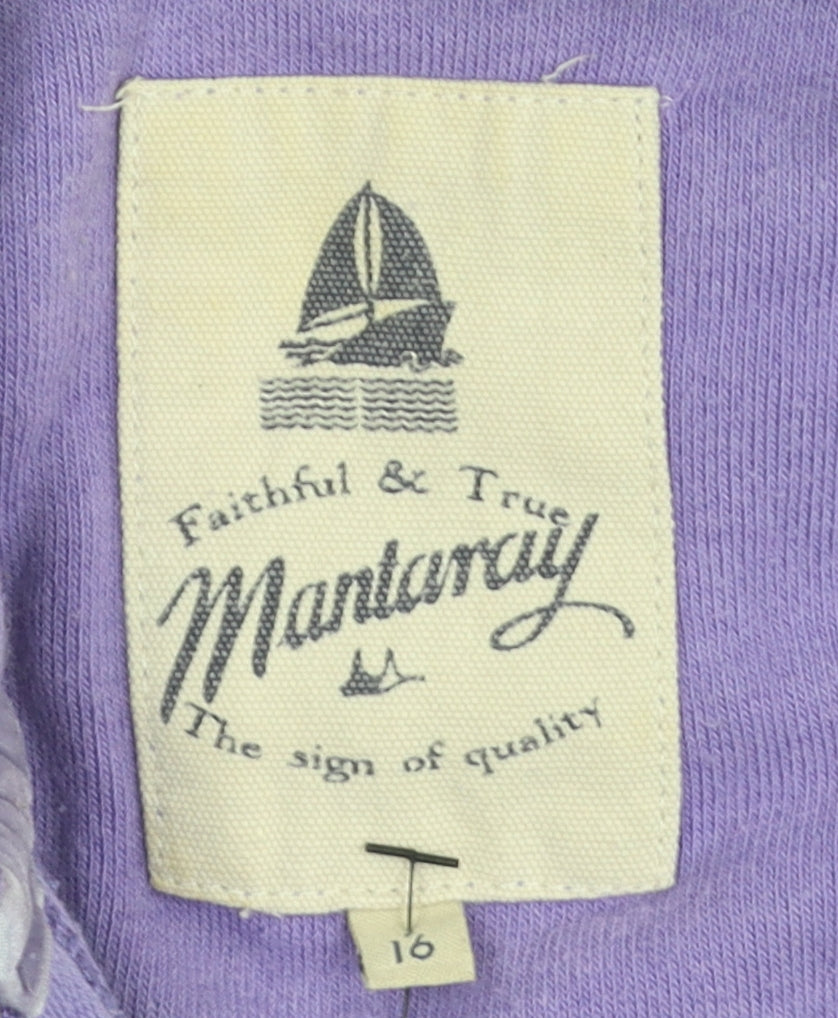 Faithful & True
Mantaray
The sign of quality
16